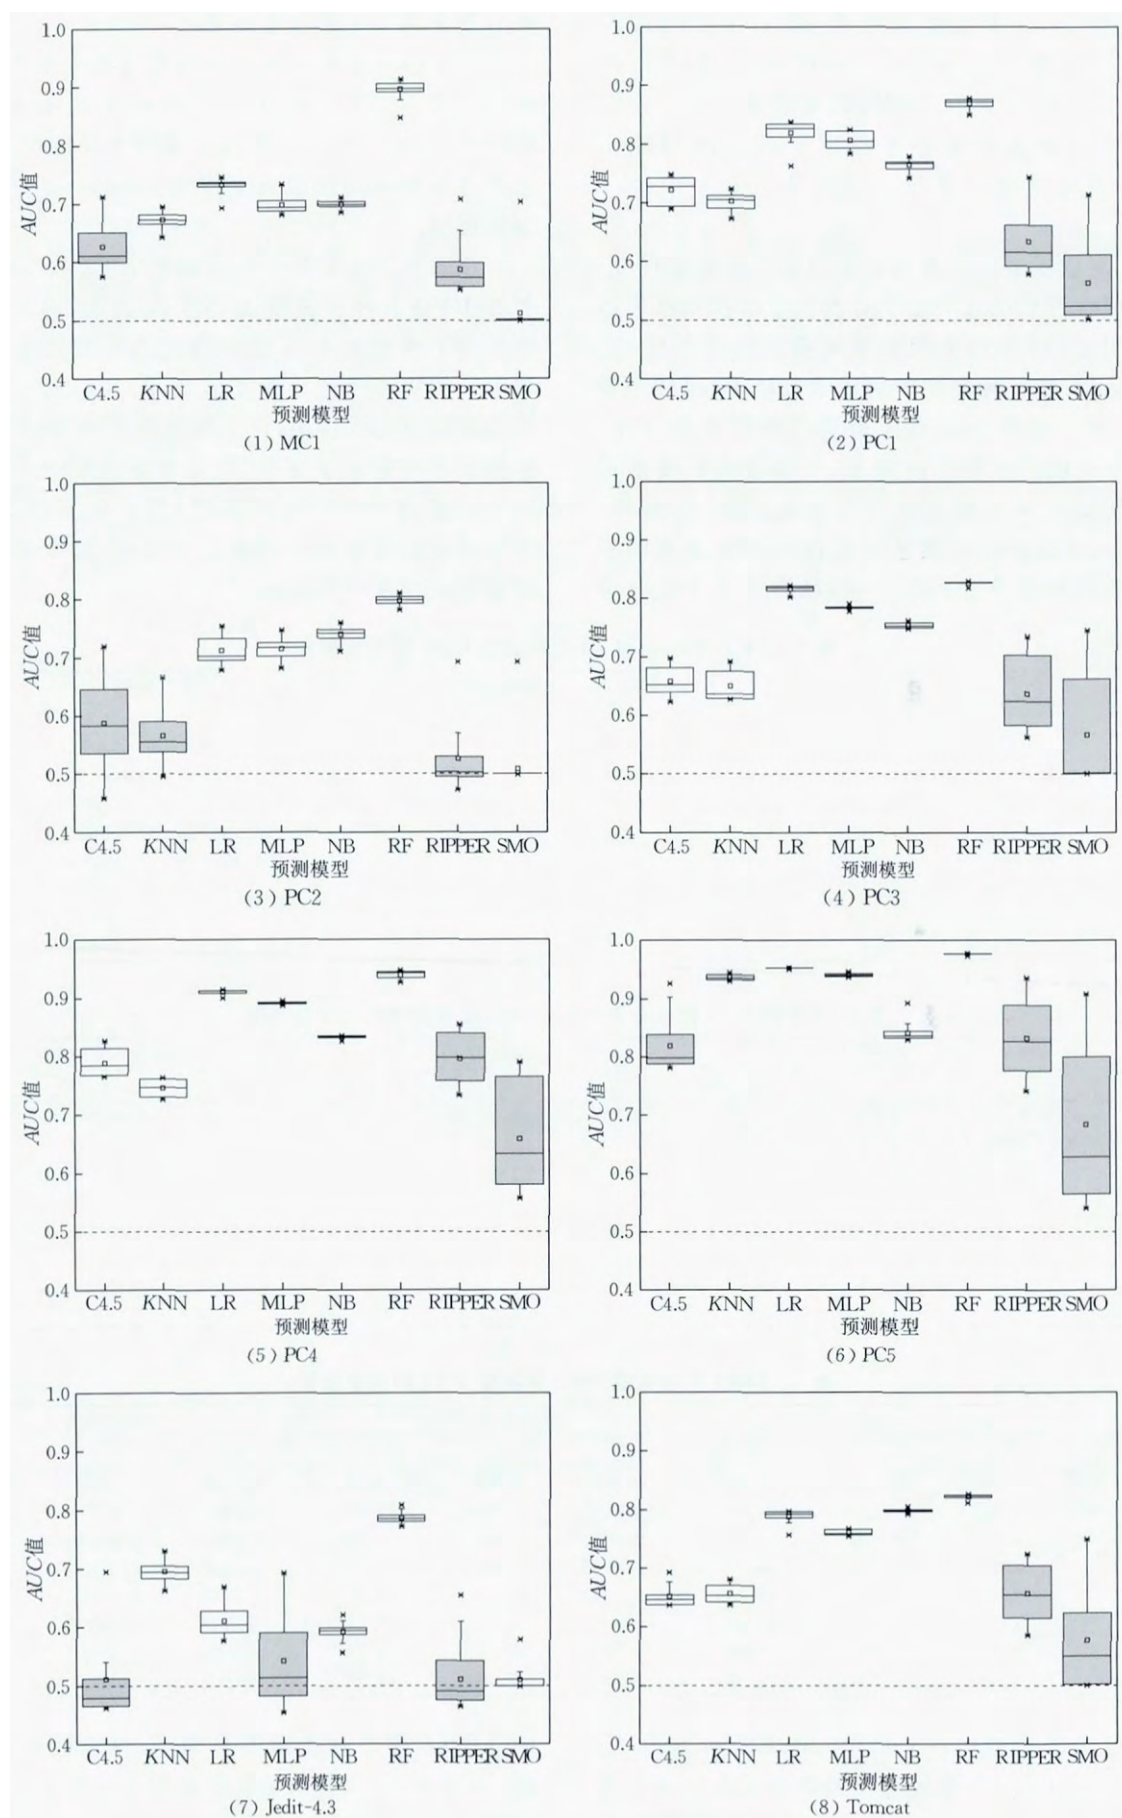 1.0
0.9
0.8
0.7
0.6
0.5
0.4
AUC值
C4.5 KNN LR MLP NB RF RIPPER SMO
预测模型
(1) MC1
1.0
0.9
0.8
0.7
0.6
0.5
0.4
AUC值
C4.5 KNN LR MLP NB RF RIPPER SMO
预测模型
(2) PC1
1.0
0.9
0.8
0.7
0.6
0.5
0.4
AUC值
C4.5 KNN LR MLP NB RF RIPPER SMO
预测模型
(3) PC2
1.0
0.9
0.8
0.7
0.6
0.5
0.4
AUC值
C4.5 KNN LR MLP NB RF RIPPER SMO
预测模型
(4) PC3
1.0
0.9
0.8
0.7
0.6
0.5
0.4
AUC值
C4.5 KNN LR MLP NB RF RIPPER SMO
预测模型
(5) PC4
1.0
0.9
0.8
0.7
0.6
0.5
0.4
AUC值
C4.5 KNN LR MLP NB RF RIPPER SMO
预测模型
(6) PC5
1.0
0.9
0.8
0.7
0.6
0.5
0.4
AUC值
C4.5 KNN LR MLP NB RF RIPPER SMO
预测模型
(7) Jedit-4.3
1.0
0.9
0.8
0.7
0.6
0.5
0.4
AUC值
C4.5 KNN LR MLP NB RF RIPPER SMO
预测模型
(8) Tomcat